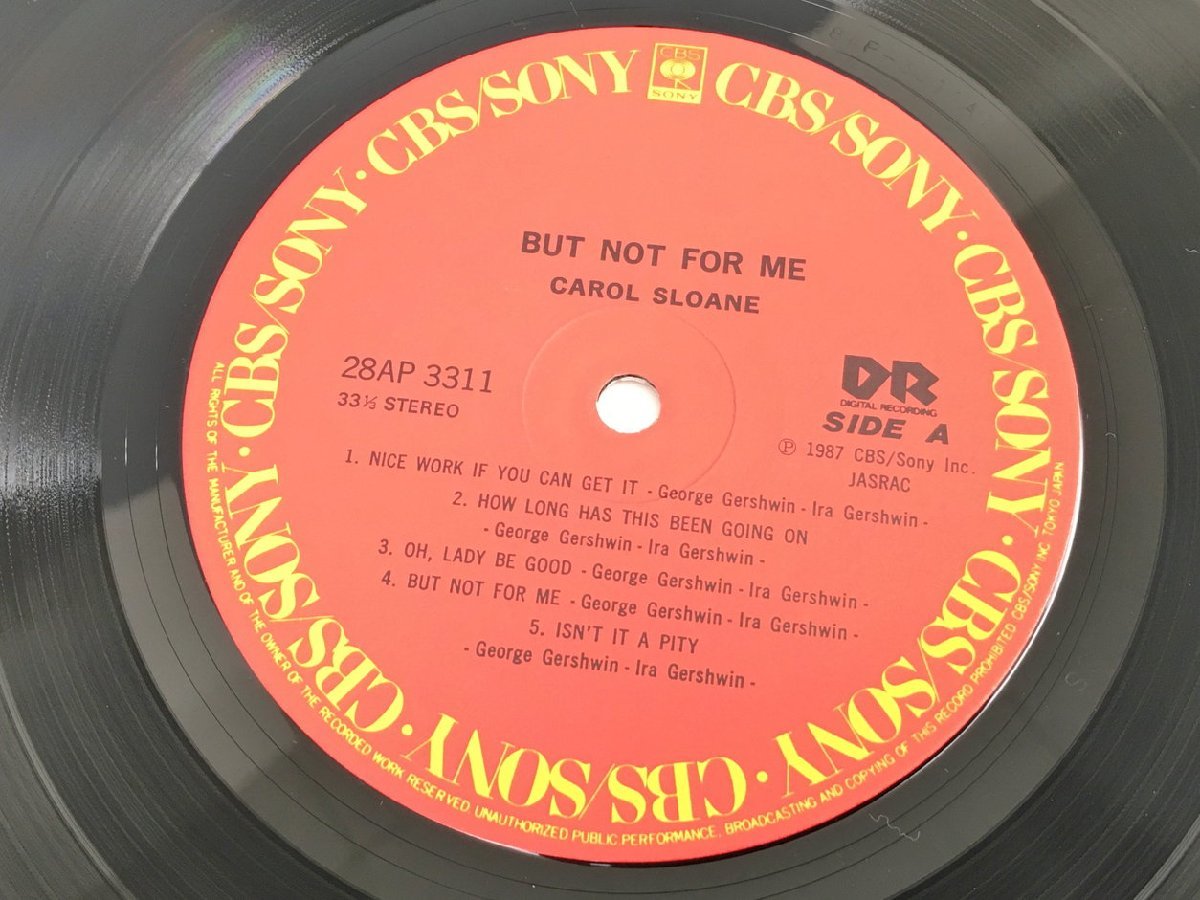 CBS/SONY · CBS/SONY · CBS/SONY · CBS/SONY · CBS/SONY · CBS/SONY · CBS/SONY · CBS/SONY
CBS
SONY
BUT NOT FOR ME
CAROL SLOANE
28AP 3311
33⅓ STEREO
DR
DIGITAL RECORDING
SIDE A
Ⓟ 1987 CBS/Sony Inc.
JASRAC
1. NICE WORK IF YOU CAN GET IT - George Gershwin - Ira Gershwin -
2. HOW LONG HAS THIS BEEN GOING ON
- George Gershwin - Ira Gershwin -
3. OH, LADY BE GOOD - George Gershwin - Ira Gershwin -
4. BUT NOT FOR ME - George Gershwin - Ira Gershwin -
5. ISN'T IT A PITY
- George Gershwin - Ira Gershwin -
ALL RIGHTS OF THE MANUFACTURER AND OF THE OWNER OF THE RECORDED WORK RESERVED UNAUTHORIZED PUBLIC PERFORMANCE, BROADCASTING AND COPYING OF THIS RECORD PROHIBITED CBS/SONY INC. TOKYO JAPAN